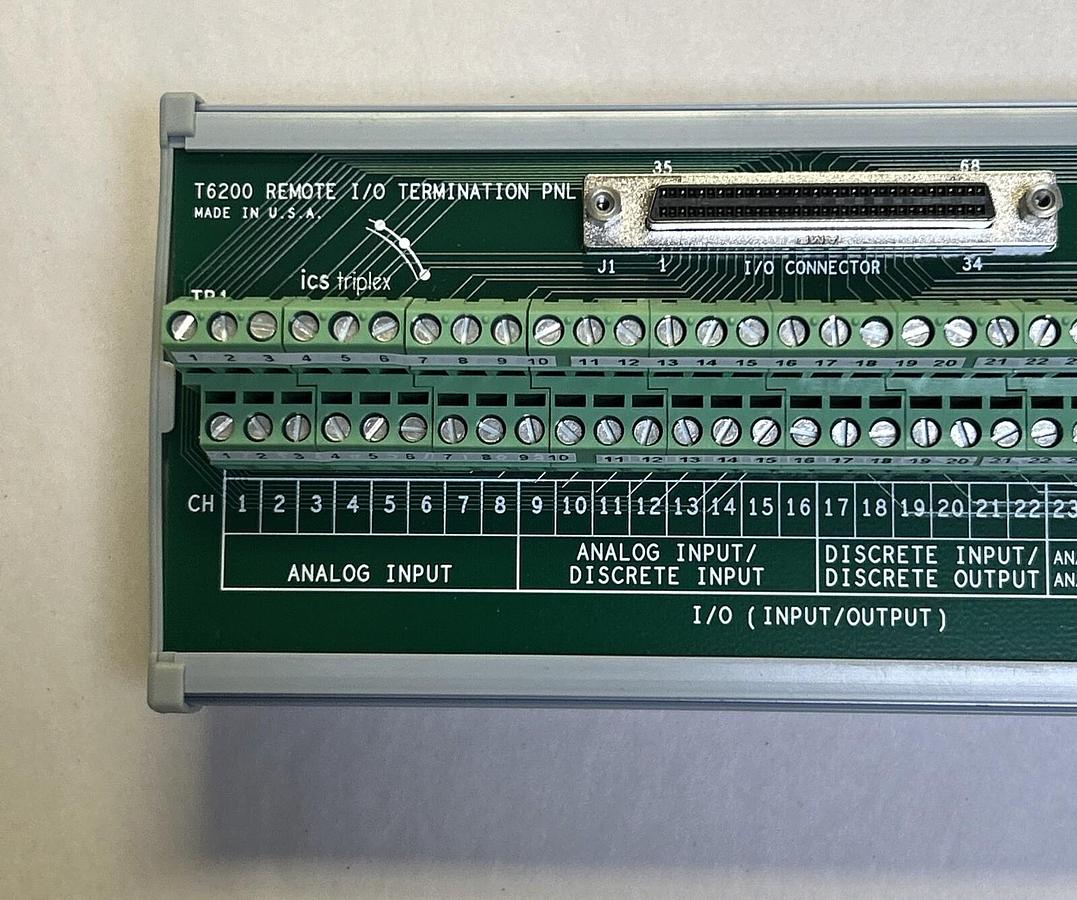 35 68
T6200 REMOTE I/O TERMINATION PNL
MADE IN U.S.A.
J1 1 I/O CONNECTOR 34
ics triplex
TB1
1 2 3 4 5 6 7 8 9 10 11 12 13 14 15 16 17 18 19 20 21 22
1 2 3 4 5 6 7 8 9 10 11 12 13 14 15 16 17 18 19 20 21 22
CH 1 2 3 4 5 6 7 8 9 10 11 12 13 14 15 16 17 18 19 20 21 22 23
ANALOG INPUT
ANALOG INPUT/
DISCRETE INPUT
DISCRETE INPUT/
DISCRETE OUTPUT
I/O (INPUT/OUTPUT)